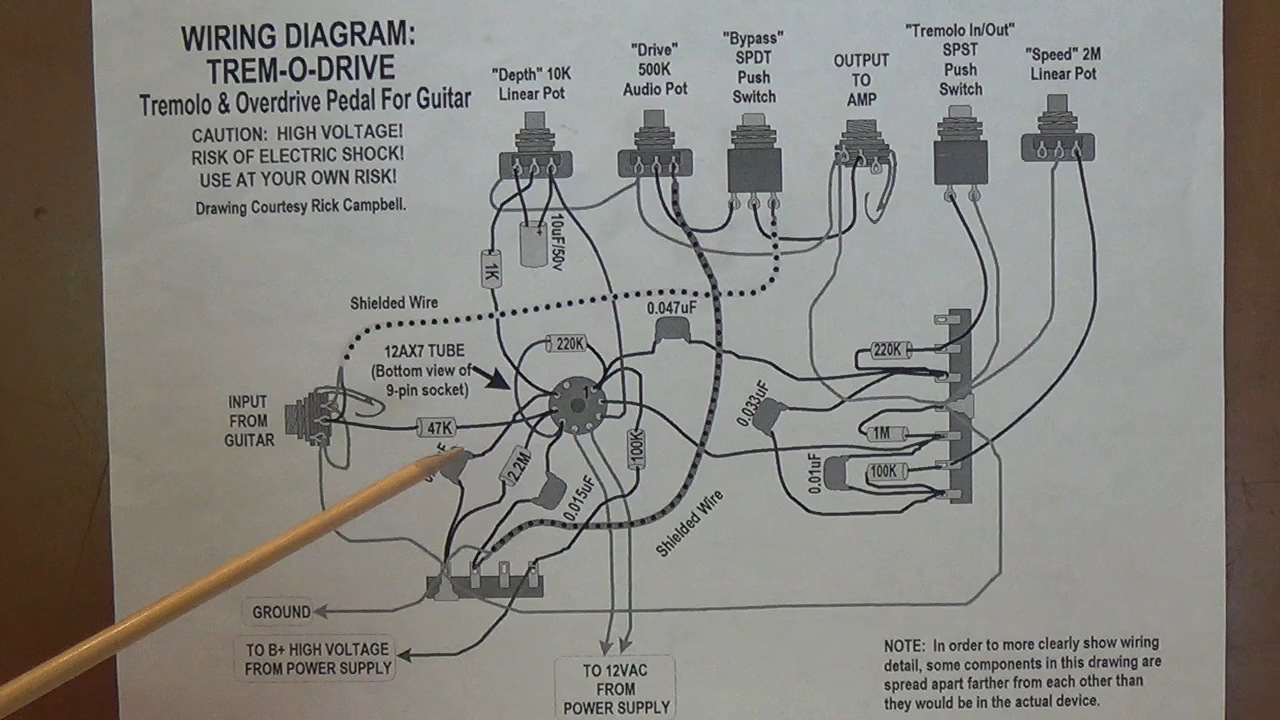 WIRING DIAGRAM:
TREM-O-DRIVE
Tremolo & Overdrive Pedal For Guitar
CAUTION: HIGH VOLTAGE!
RISK OF ELECTRIC SHOCK!
USE AT YOUR OWN RISK!
Drawing Courtesy Rick Campbell.
"Depth" 10K
Linear Pot
"Drive"
500K
Audio Pot
"Bypass"
SPDT
Push
Switch
OUTPUT
TO
AMP
"Tremolo In/Out"
SPST
Push
Switch
"Speed" 2M
Linear Pot
+
10uF/50v
1K
Shielded Wire
0.047uF
12AX7 TUBE
(Bottom view of
9-pin socket)
220K
1
220K
0.033uF
INPUT
FROM
GUITAR
47K
100K
1M
2.2M
0.01uF
100K
0.015uF
Shielded Wire
GROUND
TO B+ HIGH VOLTAGE
FROM POWER SUPPLY
TO 12VAC
FROM
POWER SUPPLY
NOTE: In order to more clearly show wiring
detail, some components in this drawing are
spread apart farther from each other than
they would be in the actual device.